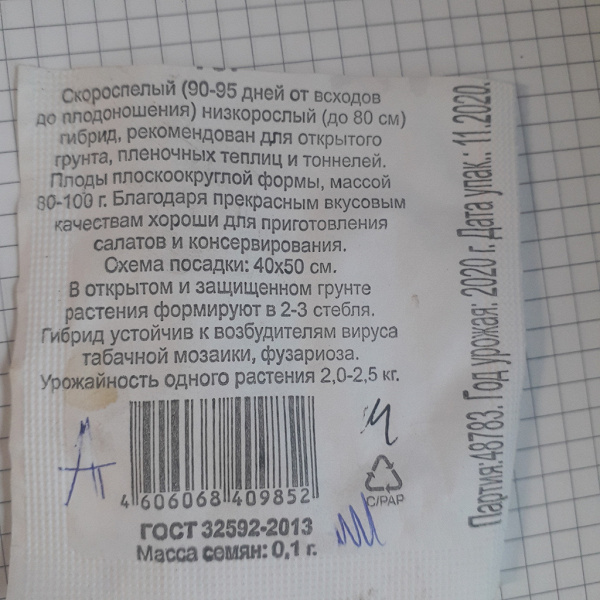 Скороспелый (90-95 дней от всходов
до плодоношения) низкорослый (до 80 см)
гибрид, рекомендован для открытого
грунта, пленочных теплиц и тоннелей.
Плоды плоскоокруглой формы, массой
80-100 г. Благодаря прекрасным вкусовым
качествам хороши для приготовления
салатов и консервирования.
Схема посадки: 40х50 см.
В открытом и защищенном грунте
растения формируют в 2-3 стебля.
Гибрид устойчив к возбудителям вируса
табачной мозаики, фузариоза.
Урожайность одного растения 2,0-2,5 кг.
4 606068 409852
C/PAP
ГОСТ 32592-2013
Масса семян: 0,1 г.
Партия:48783. Год урожая: 2020 г. Дата упак.: 11.2020.